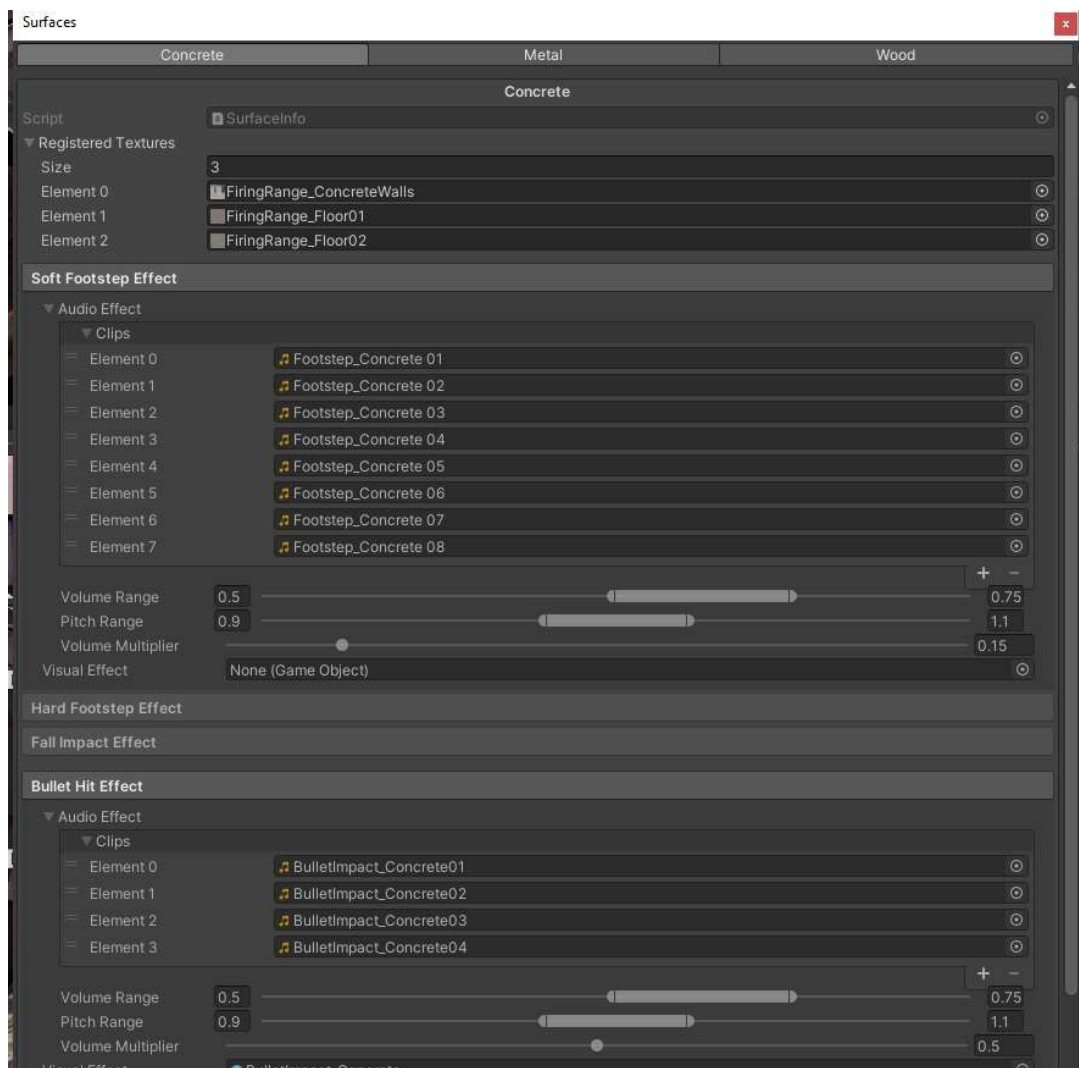 Surfaces
x
Concrete Metal Wood
Concrete
Script SurfaceInfo
Registered Textures
Size 3
Element 0 FiringRange_ConcreteWalls
Element 1 FiringRange_Floor01
Element 2 FiringRange_Floor02
Soft Footstep Effect
Audio Effect
Clips
Element 0 Footstep_Concrete 01
Element 1 Footstep_Concrete 02
Element 2 Footstep_Concrete 03
Element 3 Footstep_Concrete 04
Element 4 Footstep_Concrete 05
Element 5 Footstep_Concrete 06
Element 6 Footstep_Concrete 07
Element 7 Footstep_Concrete 08
+ −
Volume Range 0.5 0.75
Pitch Range 0.9 1.1
Volume Multiplier 0.15
Visual Effect None (Game Object)
Hard Footstep Effect
Fall Impact Effect
Bullet Hit Effect
Audio Effect
Clips
Element 0 BulletImpact_Concrete01
Element 1 BulletImpact_Concrete02
Element 2 BulletImpact_Concrete03
Element 3 BulletImpact_Concrete04
+ −
Volume Range 0.5 0.75
Pitch Range 0.9 1.1
Volume Multiplier 0.5
Visual Effect BulletImpact_Concrete